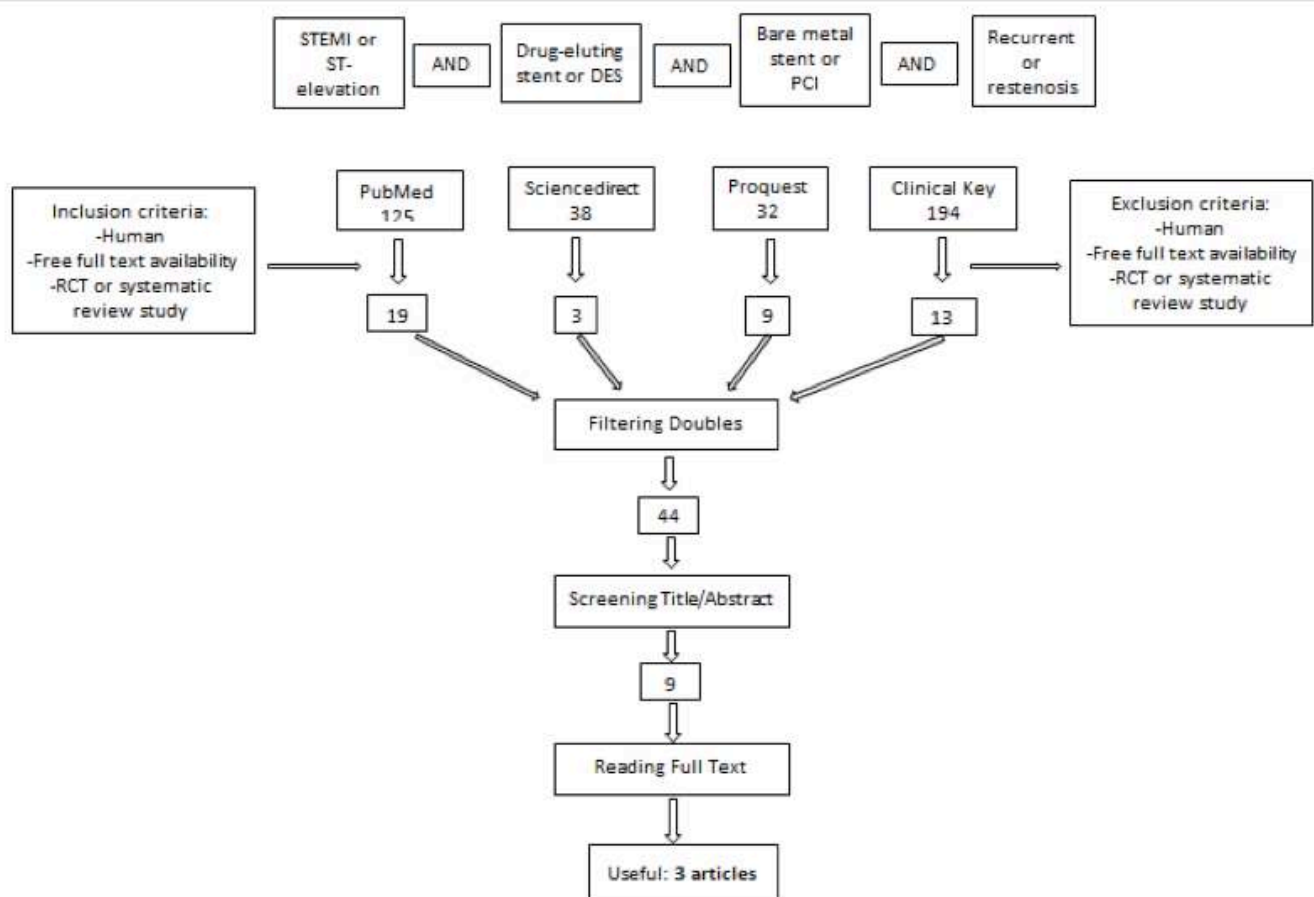 STEMI or
ST-
elevation
AND
Drug-eluting
stent or DES
AND
Bare metal
stent or
PCI
AND
Recurrent
or
restenosis
Inclusion criteria:
-Human
-Free full text availability
-RCT or systematic
review study
PubMed
125
Sciencedirect
38
Proquest
32
Clinical Key
194
Exclusion criteria:
-Human
-Free full text availability
-RCT or systematic
review study
19
3
9
13
Filtering Doubles
44
Screening Title/Abstract
9
Reading Full Text
Useful: 3 articles